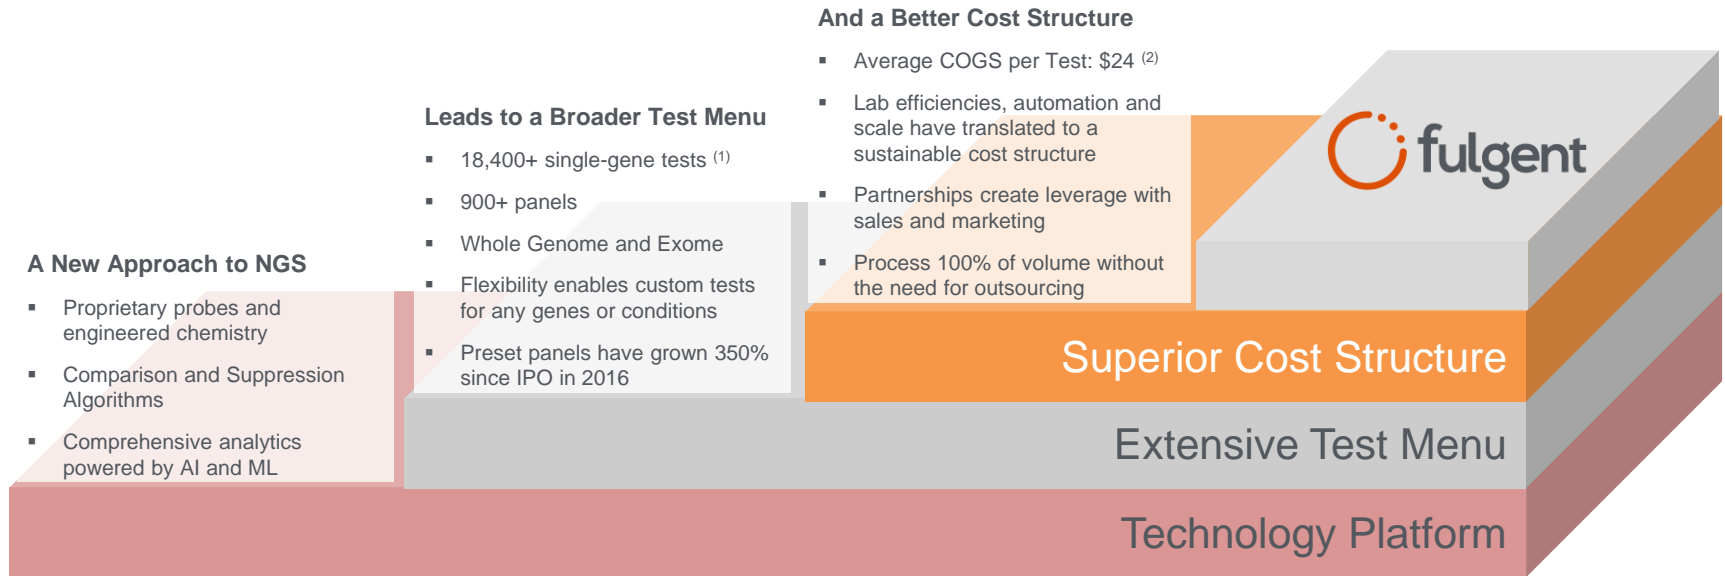 A New Approach to NGS
▪ Proprietary probes and
engineered chemistry
▪ Comparison and Suppression
Algorithms
▪ Comprehensive analytics
powered by AI and ML
Leads to a Broader Test Menu
▪ 18,400+ single-gene tests (1)
▪ 900+ panels
▪ Whole Genome and Exome
▪ Flexibility enables custom tests
for any genes or conditions
▪ Preset panels have grown 350%
since IPO in 2016
And a Better Cost Structure
▪ Average COGS per Test: $24 (2)
▪ Lab efficiencies, automation and
scale have translated to a
sustainable cost structure
▪ Partnerships create leverage with
sales and marketing
▪ Process 100% of volume without
the need for outsourcing
fulgent
Superior Cost Structure
Extensive Test Menu
Technology Platform